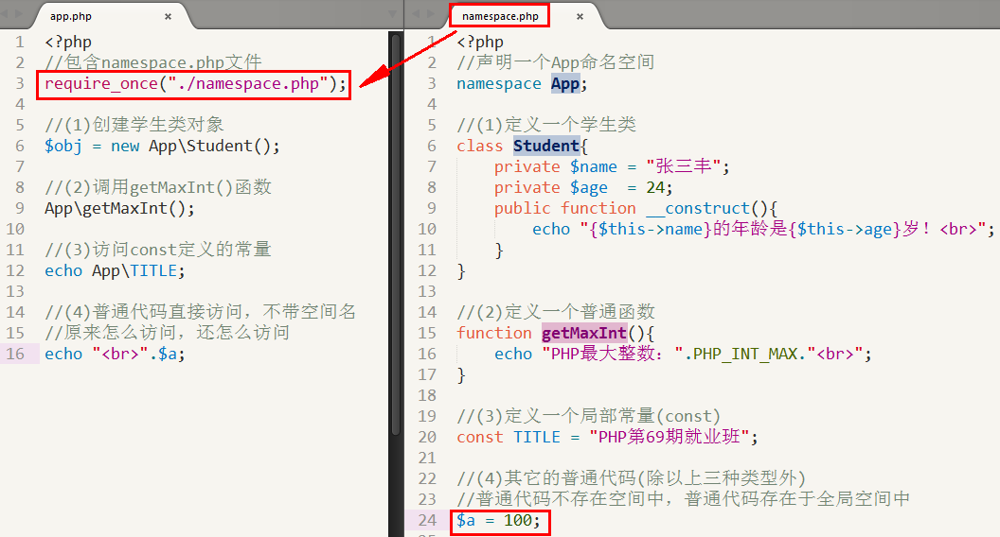 app.php ×
1 <?php
2 //包含namespace.php文件
3 require_once("./namespace.php");
4
5 //(1)创建学生类对象
6 $obj = new App\Student();
7
8 //(2)调用getMaxInt()函数
9 App\getMaxInt();
10
11 //(3)访问const定义的常量
12 echo App\TITLE;
13
14 //(4)普通代码直接访问，不带空间名
15 //原来怎么访问，还怎么访问
16 echo "<br>".$a;
namespace.php ×
1 <?php
2 //声明一个App命名空间
3 namespace App;
4
5 //(1)定义一个学生类
6 class Student{
7 private $name = "张三丰";
8 private $age  = 24;
9 public function __construct(){
10 echo "{$this->name}的年龄是{$this->age}岁！<br>";
11 }
12 }
13
14 //(2)定义一个普通函数
15 function getMaxInt(){
16 echo "PHP最大整数：".PHP_INT_MAX."<br>";
17 }
18
19 //(3)定义一个局部常量(const)
20 const TITLE = "PHP第69期就业班";
21
22 //(4)其它的普通代码(除以上三种类型外)
23 //普通代码不存在空间中，普通代码存在于全局空间中
24 $a = 100;